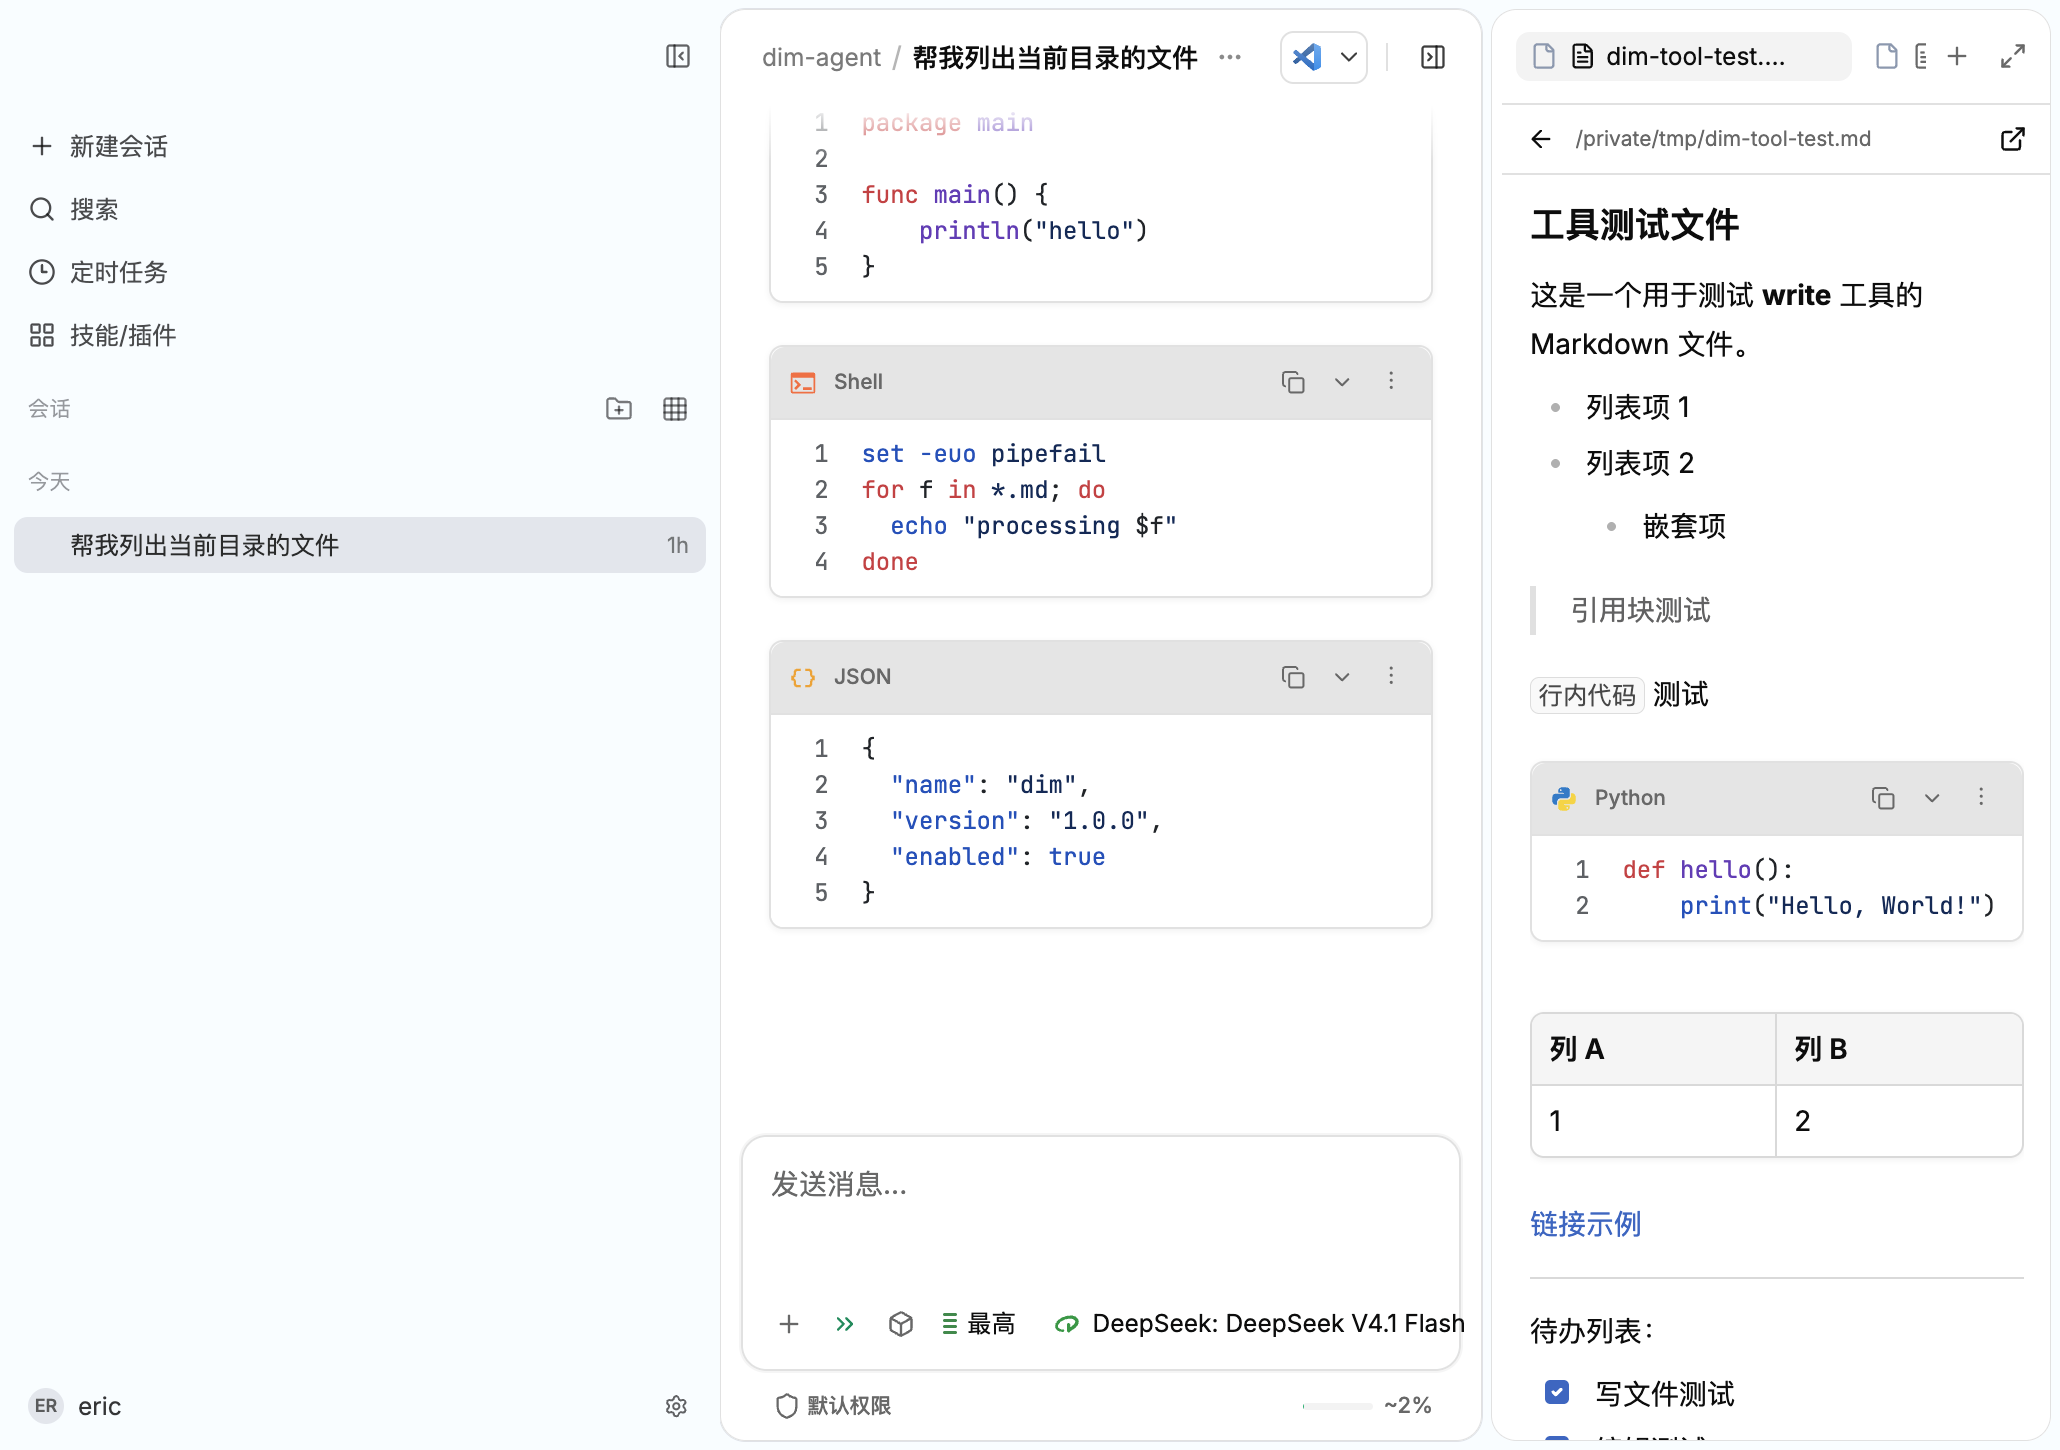 新建会话
搜索
定时任务
技能/插件
会话
今天
帮我列出当前目录的文件 1h
ER eric
dim-agent / 帮我列出当前目录的文件 ···
1 package main
2
3 func main() {
4     println("hello")
5 }
Shell
1 set -euo pipefail
2 for f in *.md; do
3   echo "processing $f"
4 done
JSON
1 {
2   "name": "dim",
3   "version": "1.0.0",
4   "enabled": true
5 }
发送消息...
最高 DeepSeek: DeepSeek V4.1 Flash
默认权限 ~2%
dim-tool-test....
/private/tmp/dim-tool-test.md
工具测试文件
这是一个用于测试 write 工具的
Markdown 文件。
列表项 1
列表项 2
嵌套项
引用块测试
行内代码 测试
Python
1 def hello():
2     print("Hello, World!")
列 A 列 B
1 2
链接示例
待办列表：
写文件测试